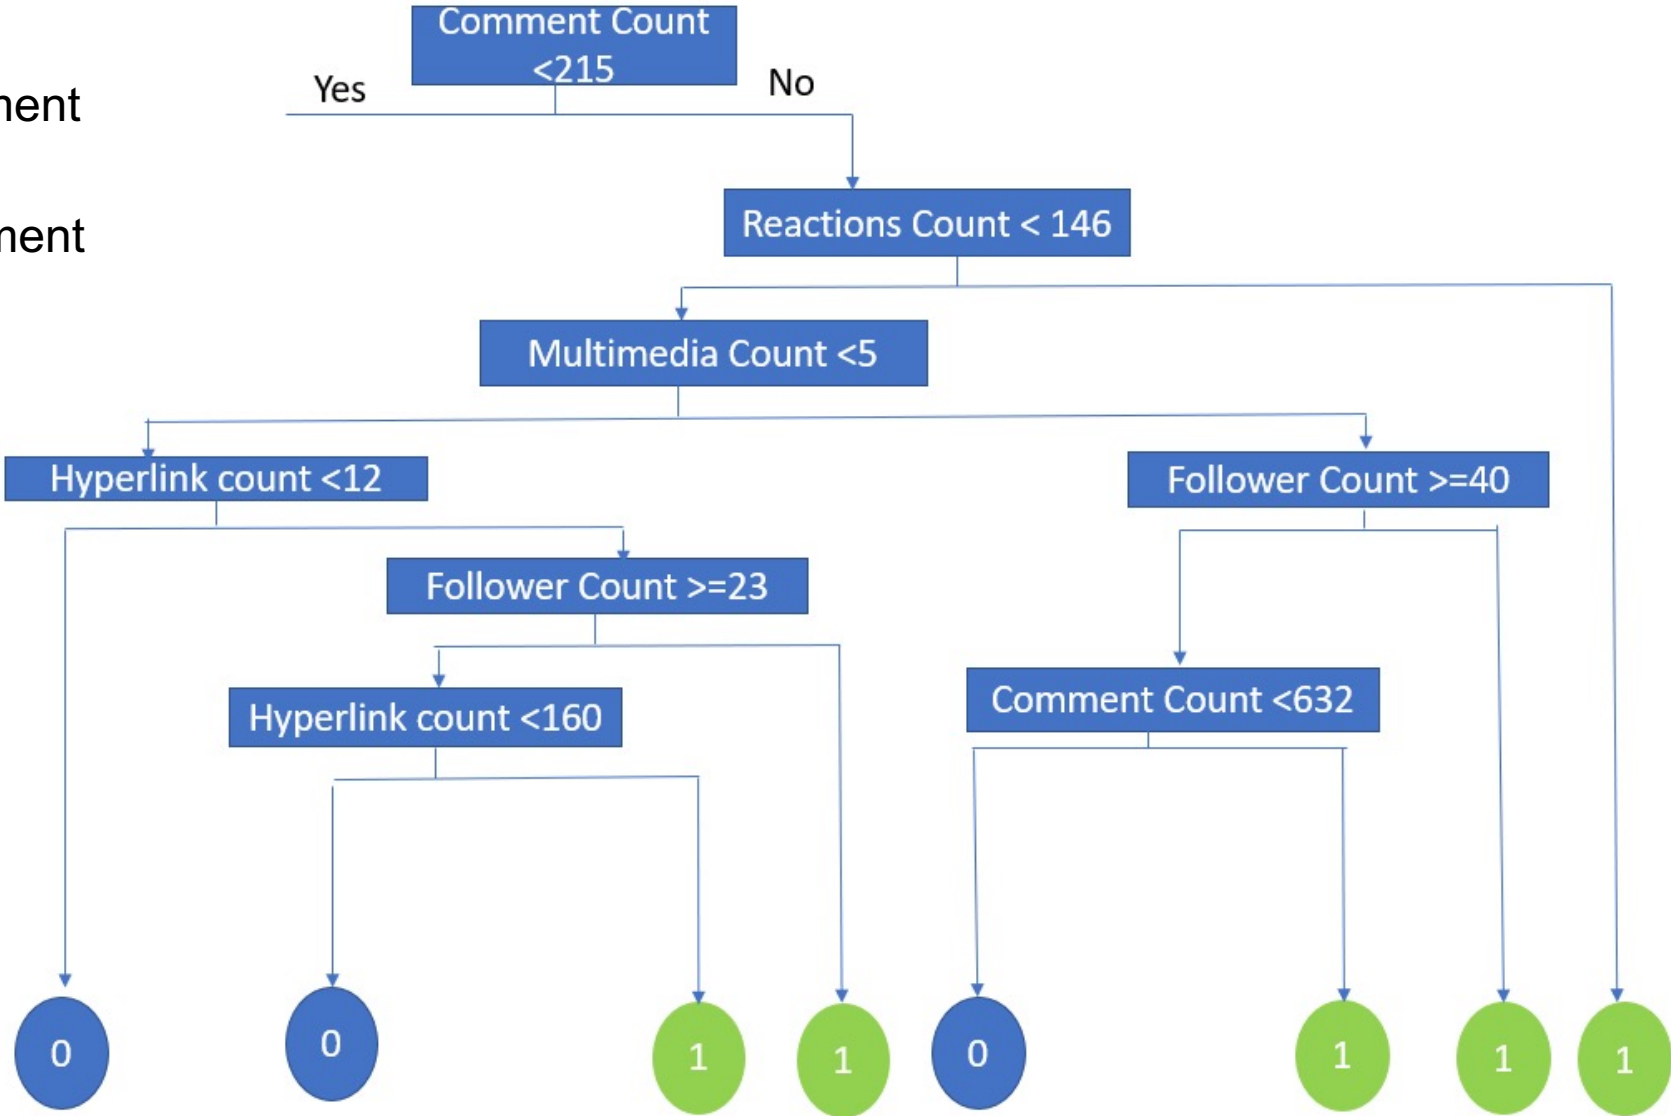 Comment Count
<215
Yes
No
ment
Reactions Count < 146
ment
Multimedia Count <5
Hyperlink count <12
Follower Count >=40
Follower Count >=23
Comment Count <632
Hyperlink count <160
0
0
1
1
0
1
1
1